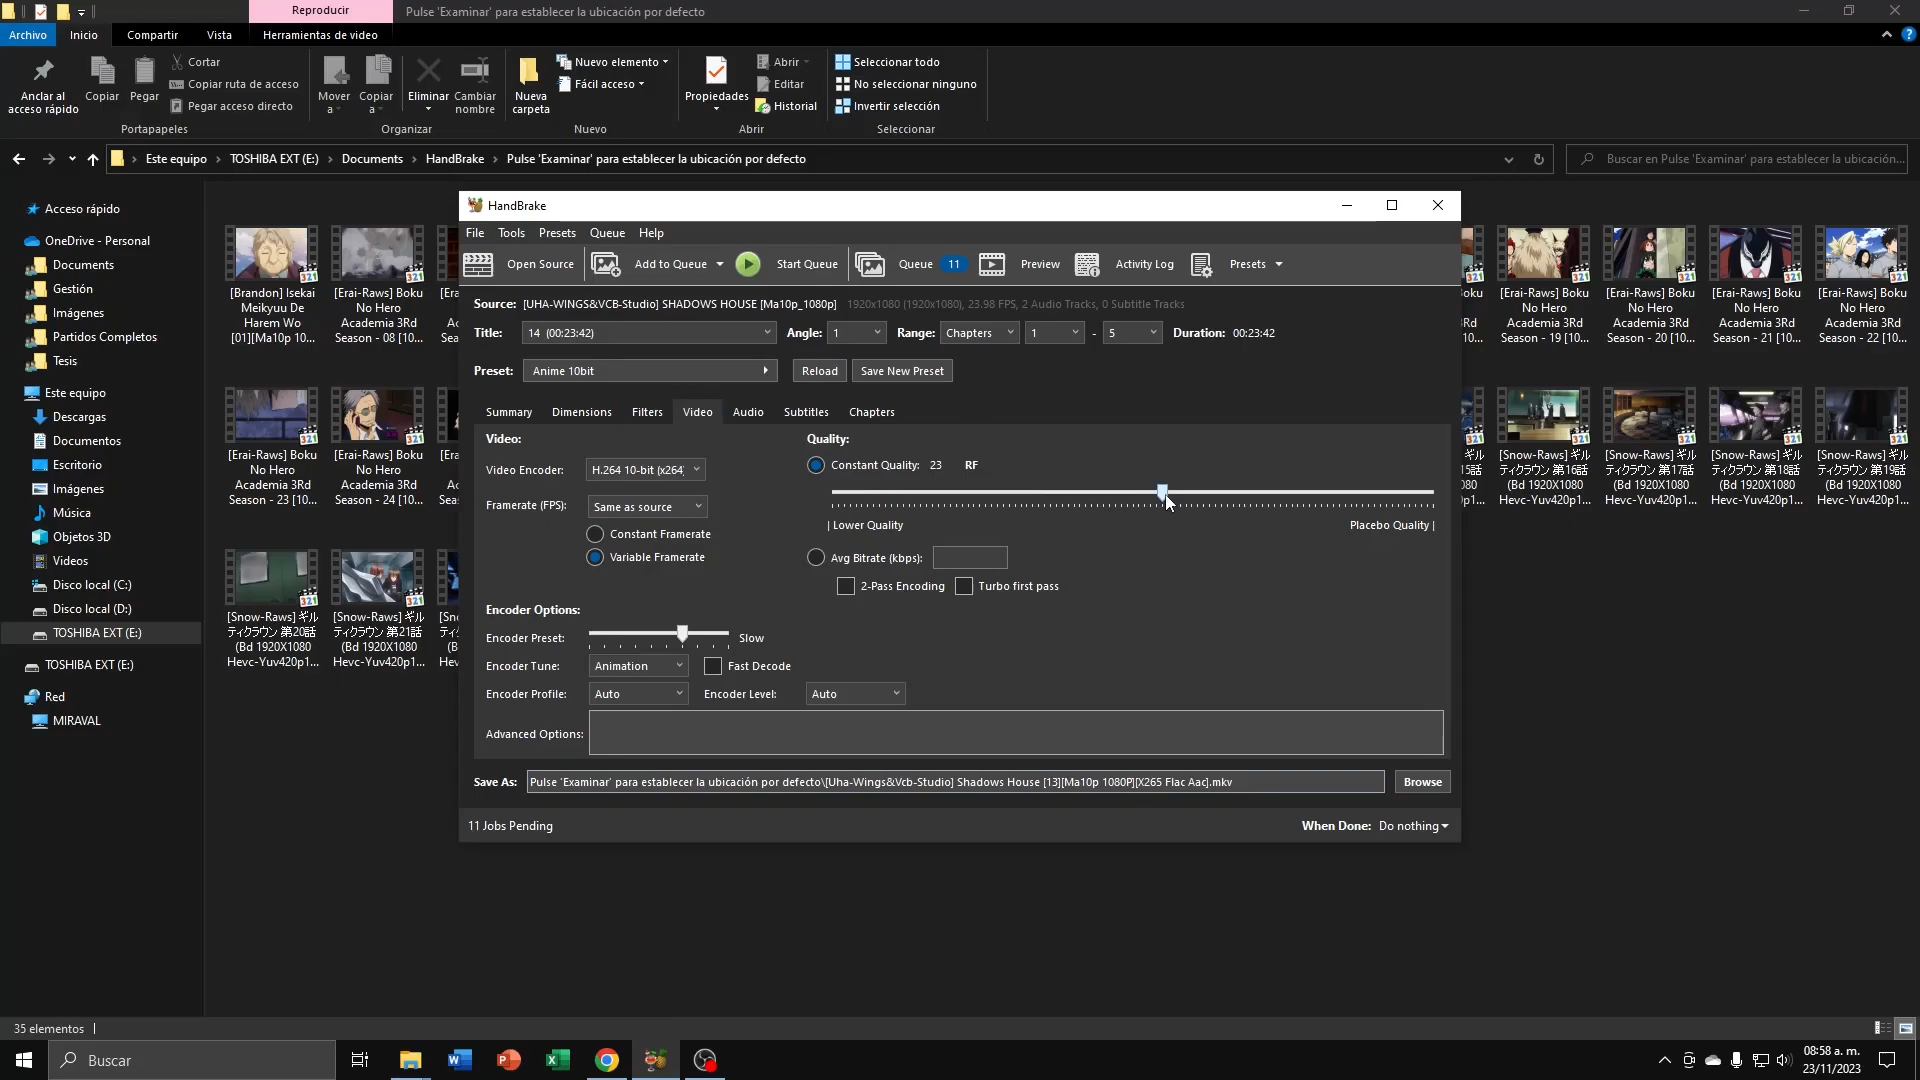 Reproducir
Pulse 'Examinar' para establecer la ubicación por defecto
Archivo
Inicio
Compartir
Vista
Herramientas de video
Anclar al
acceso rápido
Copiar
Pegar
Cortar
Copiar ruta de acceso
Pegar acceso directo
Portapapeles
Mover
a
Copiar
a
Eliminar
Cambiar
nombre
Organizar
Nueva
carpeta
Nuevo elemento
Fácil acceso
Nuevo
Propiedades
Abrir
Editar
Historial
Abrir
Seleccionar todo
No seleccionar ninguno
Invertir selección
Seleccionar
Este equipo
TOSHIBA EXT (E:)
Documents
HandBrake
Pulse 'Examinar' para establecer la ubicación por defecto
Buscar en Pulse 'Examinar' para establecer la ubicación...
Acceso rápido
OneDrive - Personal
Documents
Gestión
Imágenes
Partidos Completos
Tesis
Este equipo
Descargas
Documentos
Escritorio
Imágenes
Música
Objetos 3D
Videos
Disco local (C:)
Disco local (D:)
TOSHIBA EXT (E:)
TOSHIBA EXT (E:)
Red
MIRAVAL
[Brandon] Isekai
Meikyuu De
Harem Wo
[01][Ma10p 10...
[Erai-Raws] Boku
No Hero
Academia 3Rd
Season - 08 [10...
[Erai-Raws] Boku
No Hero
Academia 3Rd
Season - 19 [10...
[Erai-Raws] Boku
No Hero
Academia 3Rd
Season - 20 [10...
[Erai-Raws] Boku
No Hero
Academia 3Rd
Season - 21 [10...
[Erai-Raws] Boku
No Hero
Academia 3Rd
Season - 22 [10...
[Erai-Raws] Boku
No Hero
Academia 3Rd
Season - 23 [10...
[Erai-Raws] Boku
No Hero
Academia 3Rd
Season - 24 [10...
[Snow-Raws] ギル
ティクラウン 第16話
(Bd 1920X1080
Hevc-Yuv420p1...
[Snow-Raws] ギル
ティクラウン 第17話
(Bd 1920X1080
Hevc-Yuv420p1...
[Snow-Raws] ギル
ティクラウン 第18話
(Bd 1920X1080
Hevc-Yuv420p1...
[Snow-Raws] ギル
ティクラウン 第19話
(Bd 1920X1080
Hevc-Yuv420p1...
[Snow-Raws] ギル
ティクラウン 第20話
(Bd 1920X1080
Hevc-Yuv420p1...
[Snow-Raws] ギル
ティクラウン 第21話
(Bd 1920X1080
Hevc-Yuv420p1...
HandBrake
File Tools Presets Queue Help
Open Source
Add to Queue
Start Queue
Queue 11
Preview
Activity Log
Presets
Source: [UHA-WINGS&VCB-Studio] SHADOWS HOUSE [Ma10p_1080p] 1920x1080 (1920x1080), 23.98 FPS, 2 Audio Tracks, 0 Subtitle Tracks
Title: 14 (00:23:42) Angle: 1 Range: Chapters 1 - 5 Duration: 00:23:42
Preset: Anime 10bit Reload Save New Preset
Summary Dimensions Filters Video Audio Subtitles Chapters
Video:
Video Encoder: H.264 10-bit (x264)
Framerate (FPS): Same as source
Constant Framerate
Variable Framerate
Quality:
Constant Quality: 23 RF
| Lower Quality Placebo Quality |
Avg Bitrate (kbps):
2-Pass Encoding Turbo first pass
Encoder Options:
Encoder Preset: Slow
Encoder Tune: Animation Fast Decode
Encoder Profile: Auto Encoder Level: Auto
Advanced Options:
Save As: Pulse 'Examinar' para establecer la ubicación por defecto\[Uha-Wings&Vcb-Studio] Shadows House [13][Ma10p 1080P][X265 Flac Aac].mkv Browse
11 Jobs Pending
When Done: Do nothing
35 elementos
Buscar
08:58 a. m.
23/11/2023